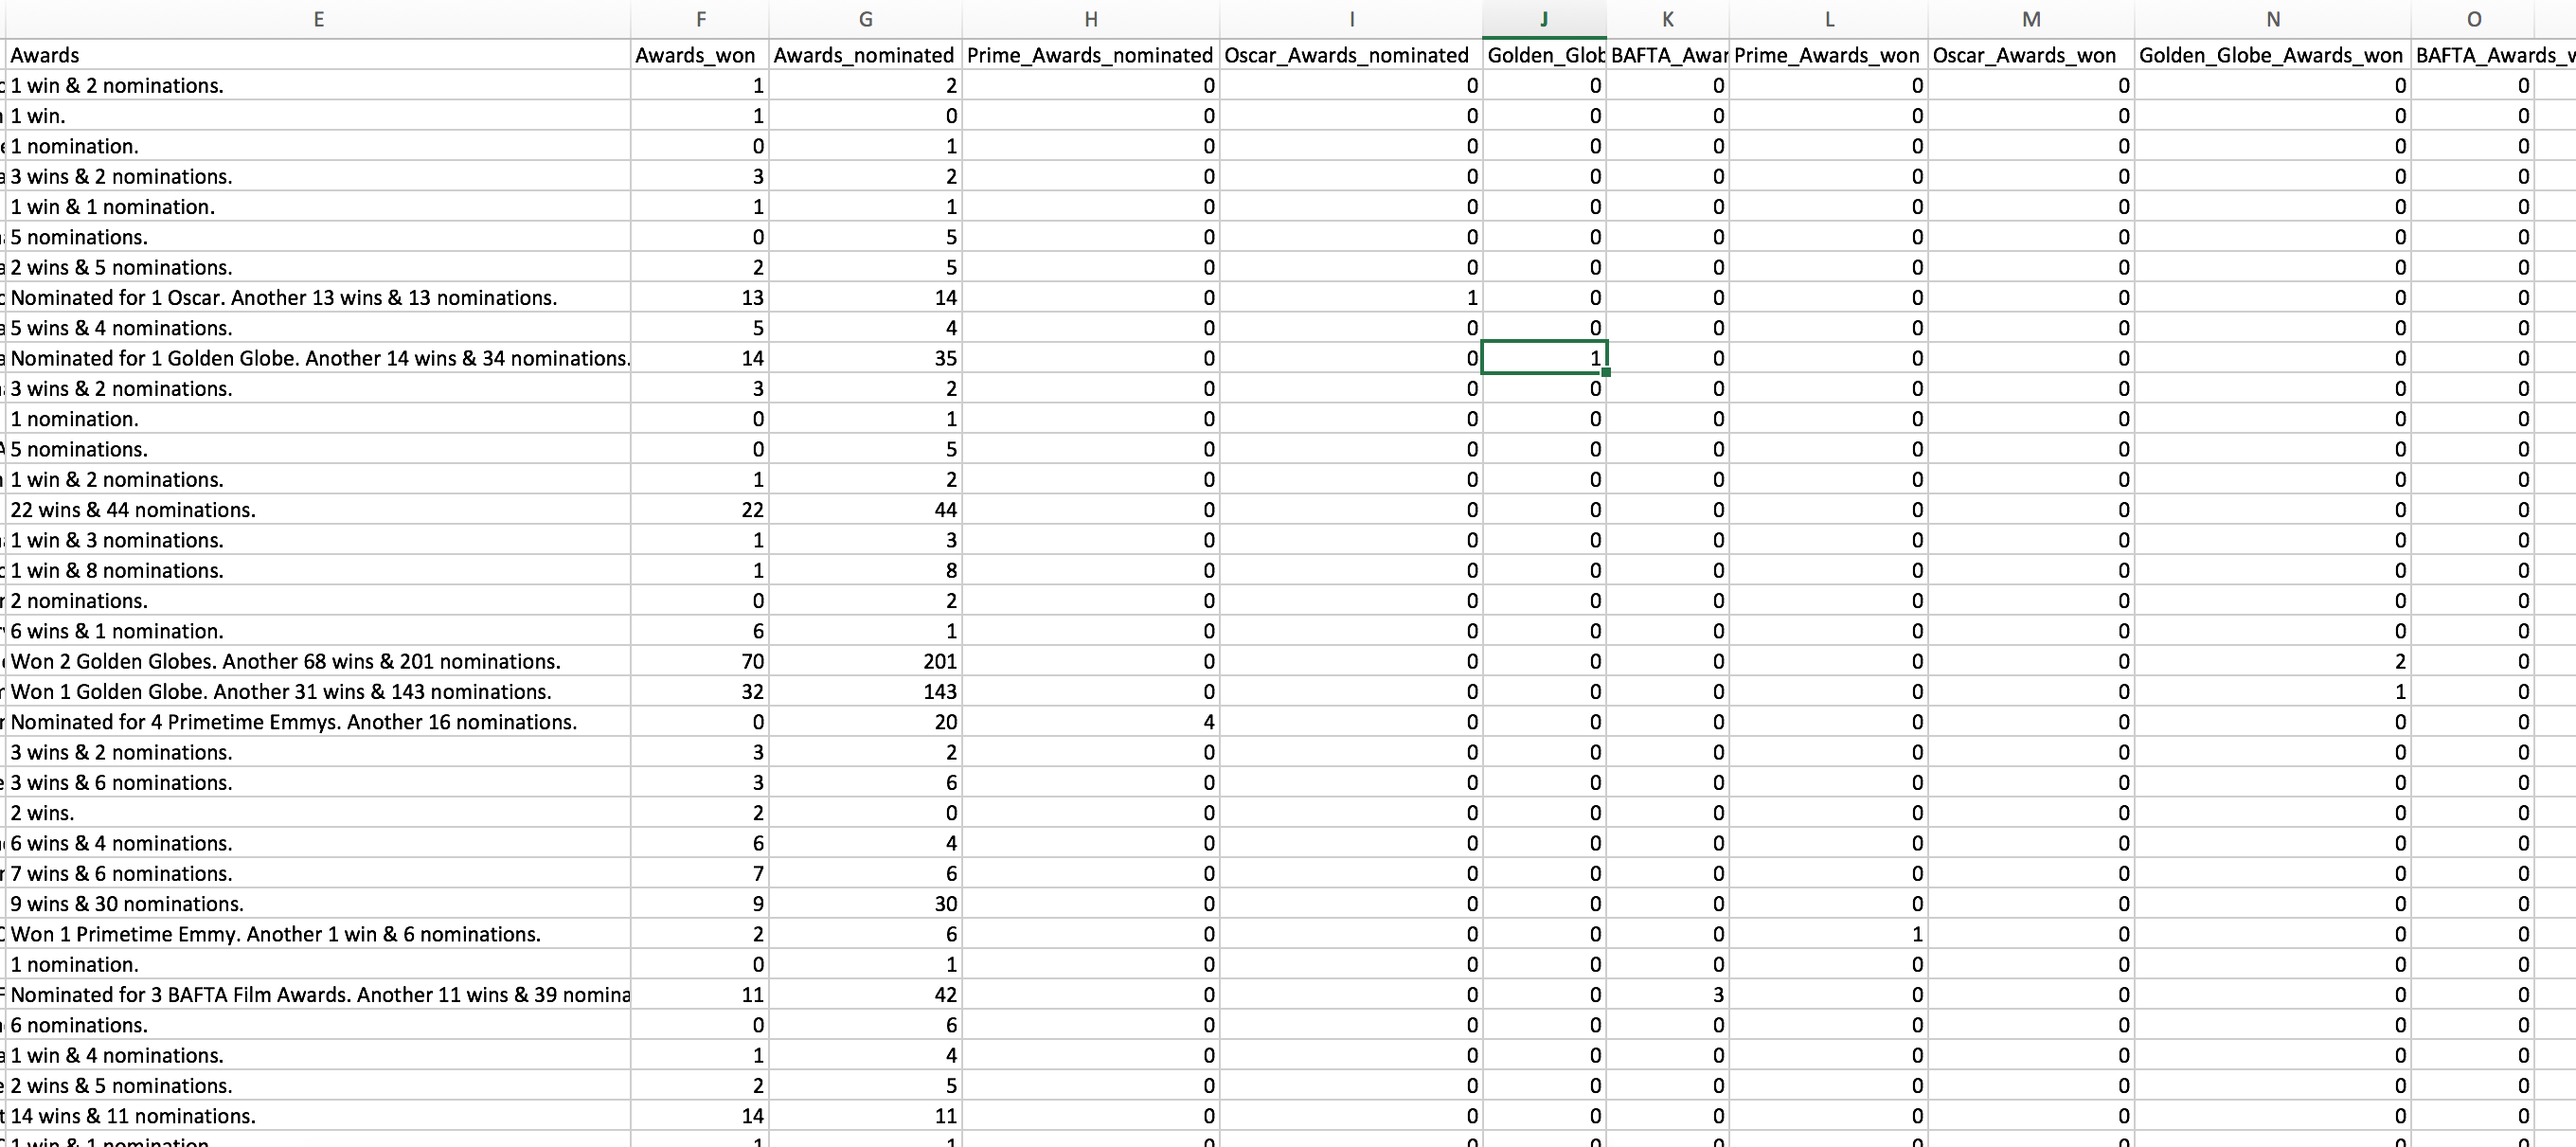 E F G H I J K L M N O
Awards Awards_won Awards_nominated Prime_Awards_nominated Oscar_Awards_nominated Golden_Glob BAFTA_Awar Prime_Awards_won Oscar_Awards_won Golden_Globe_Awards_won BAFTA_Awards_w
1 win & 2 nominations. 1 2 0 0 0 0 0 0 0 0
1 win. 1 0 0 0 0 0 0 0 0 0
1 nomination. 0 1 0 0 0 0 0 0 0 0
3 wins & 2 nominations. 3 2 0 0 0 0 0 0 0 0
1 win & 1 nomination. 1 1 0 0 0 0 0 0 0 0
5 nominations. 0 5 0 0 0 0 0 0 0 0
2 wins & 5 nominations. 2 5 0 0 0 0 0 0 0 0
Nominated for 1 Oscar. Another 13 wins & 13 nominations. 13 14 0 1 0 0 0 0 0 0
5 wins & 4 nominations. 5 4 0 0 0 0 0 0 0 0
Nominated for 1 Golden Globe. Another 14 wins & 34 nominations. 14 35 0 0 1 0 0 0 0 0
3 wins & 2 nominations. 3 2 0 0 0 0 0 0 0 0
1 nomination. 0 1 0 0 0 0 0 0 0 0
5 nominations. 0 5 0 0 0 0 0 0 0 0
1 win & 2 nominations. 1 2 0 0 0 0 0 0 0 0
22 wins & 44 nominations. 22 44 0 0 0 0 0 0 0 0
1 win & 3 nominations. 1 3 0 0 0 0 0 0 0 0
1 win & 8 nominations. 1 8 0 0 0 0 0 0 0 0
2 nominations. 0 2 0 0 0 0 0 0 0 0
6 wins & 1 nomination. 6 1 0 0 0 0 0 0 0 0
Won 2 Golden Globes. Another 68 wins & 201 nominations. 70 201 0 0 0 0 0 0 2 0
Won 1 Golden Globe. Another 31 wins & 143 nominations. 32 143 0 0 0 0 0 0 1 0
Nominated for 4 Primetime Emmys. Another 16 nominations. 0 20 4 0 0 0 0 0 0 0
3 wins & 2 nominations. 3 2 0 0 0 0 0 0 0 0
3 wins & 6 nominations. 3 6 0 0 0 0 0 0 0 0
2 wins. 2 0 0 0 0 0 0 0 0 0
6 wins & 4 nominations. 6 4 0 0 0 0 0 0 0 0
7 wins & 6 nominations. 7 6 0 0 0 0 0 0 0 0
9 wins & 30 nominations. 9 30 0 0 0 0 0 0 0 0
Won 1 Primetime Emmy. Another 1 win & 6 nominations. 2 6 0 0 0 0 1 0 0 0
1 nomination. 0 1 0 0 0 0 0 0 0 0
Nominated for 3 BAFTA Film Awards. Another 11 wins & 39 nomina 11 42 0 0 0 3 0 0 0 0
6 nominations. 0 6 0 0 0 0 0 0 0 0
1 win & 4 nominations. 1 4 0 0 0 0 0 0 0 0
2 wins & 5 nominations. 2 5 0 0 0 0 0 0 0 0
14 wins & 11 nominations. 14 11 0 0 0 0 0 0 0 0
1 win & 1 nomination 1 1 0 0 0 0 0 0 0 0